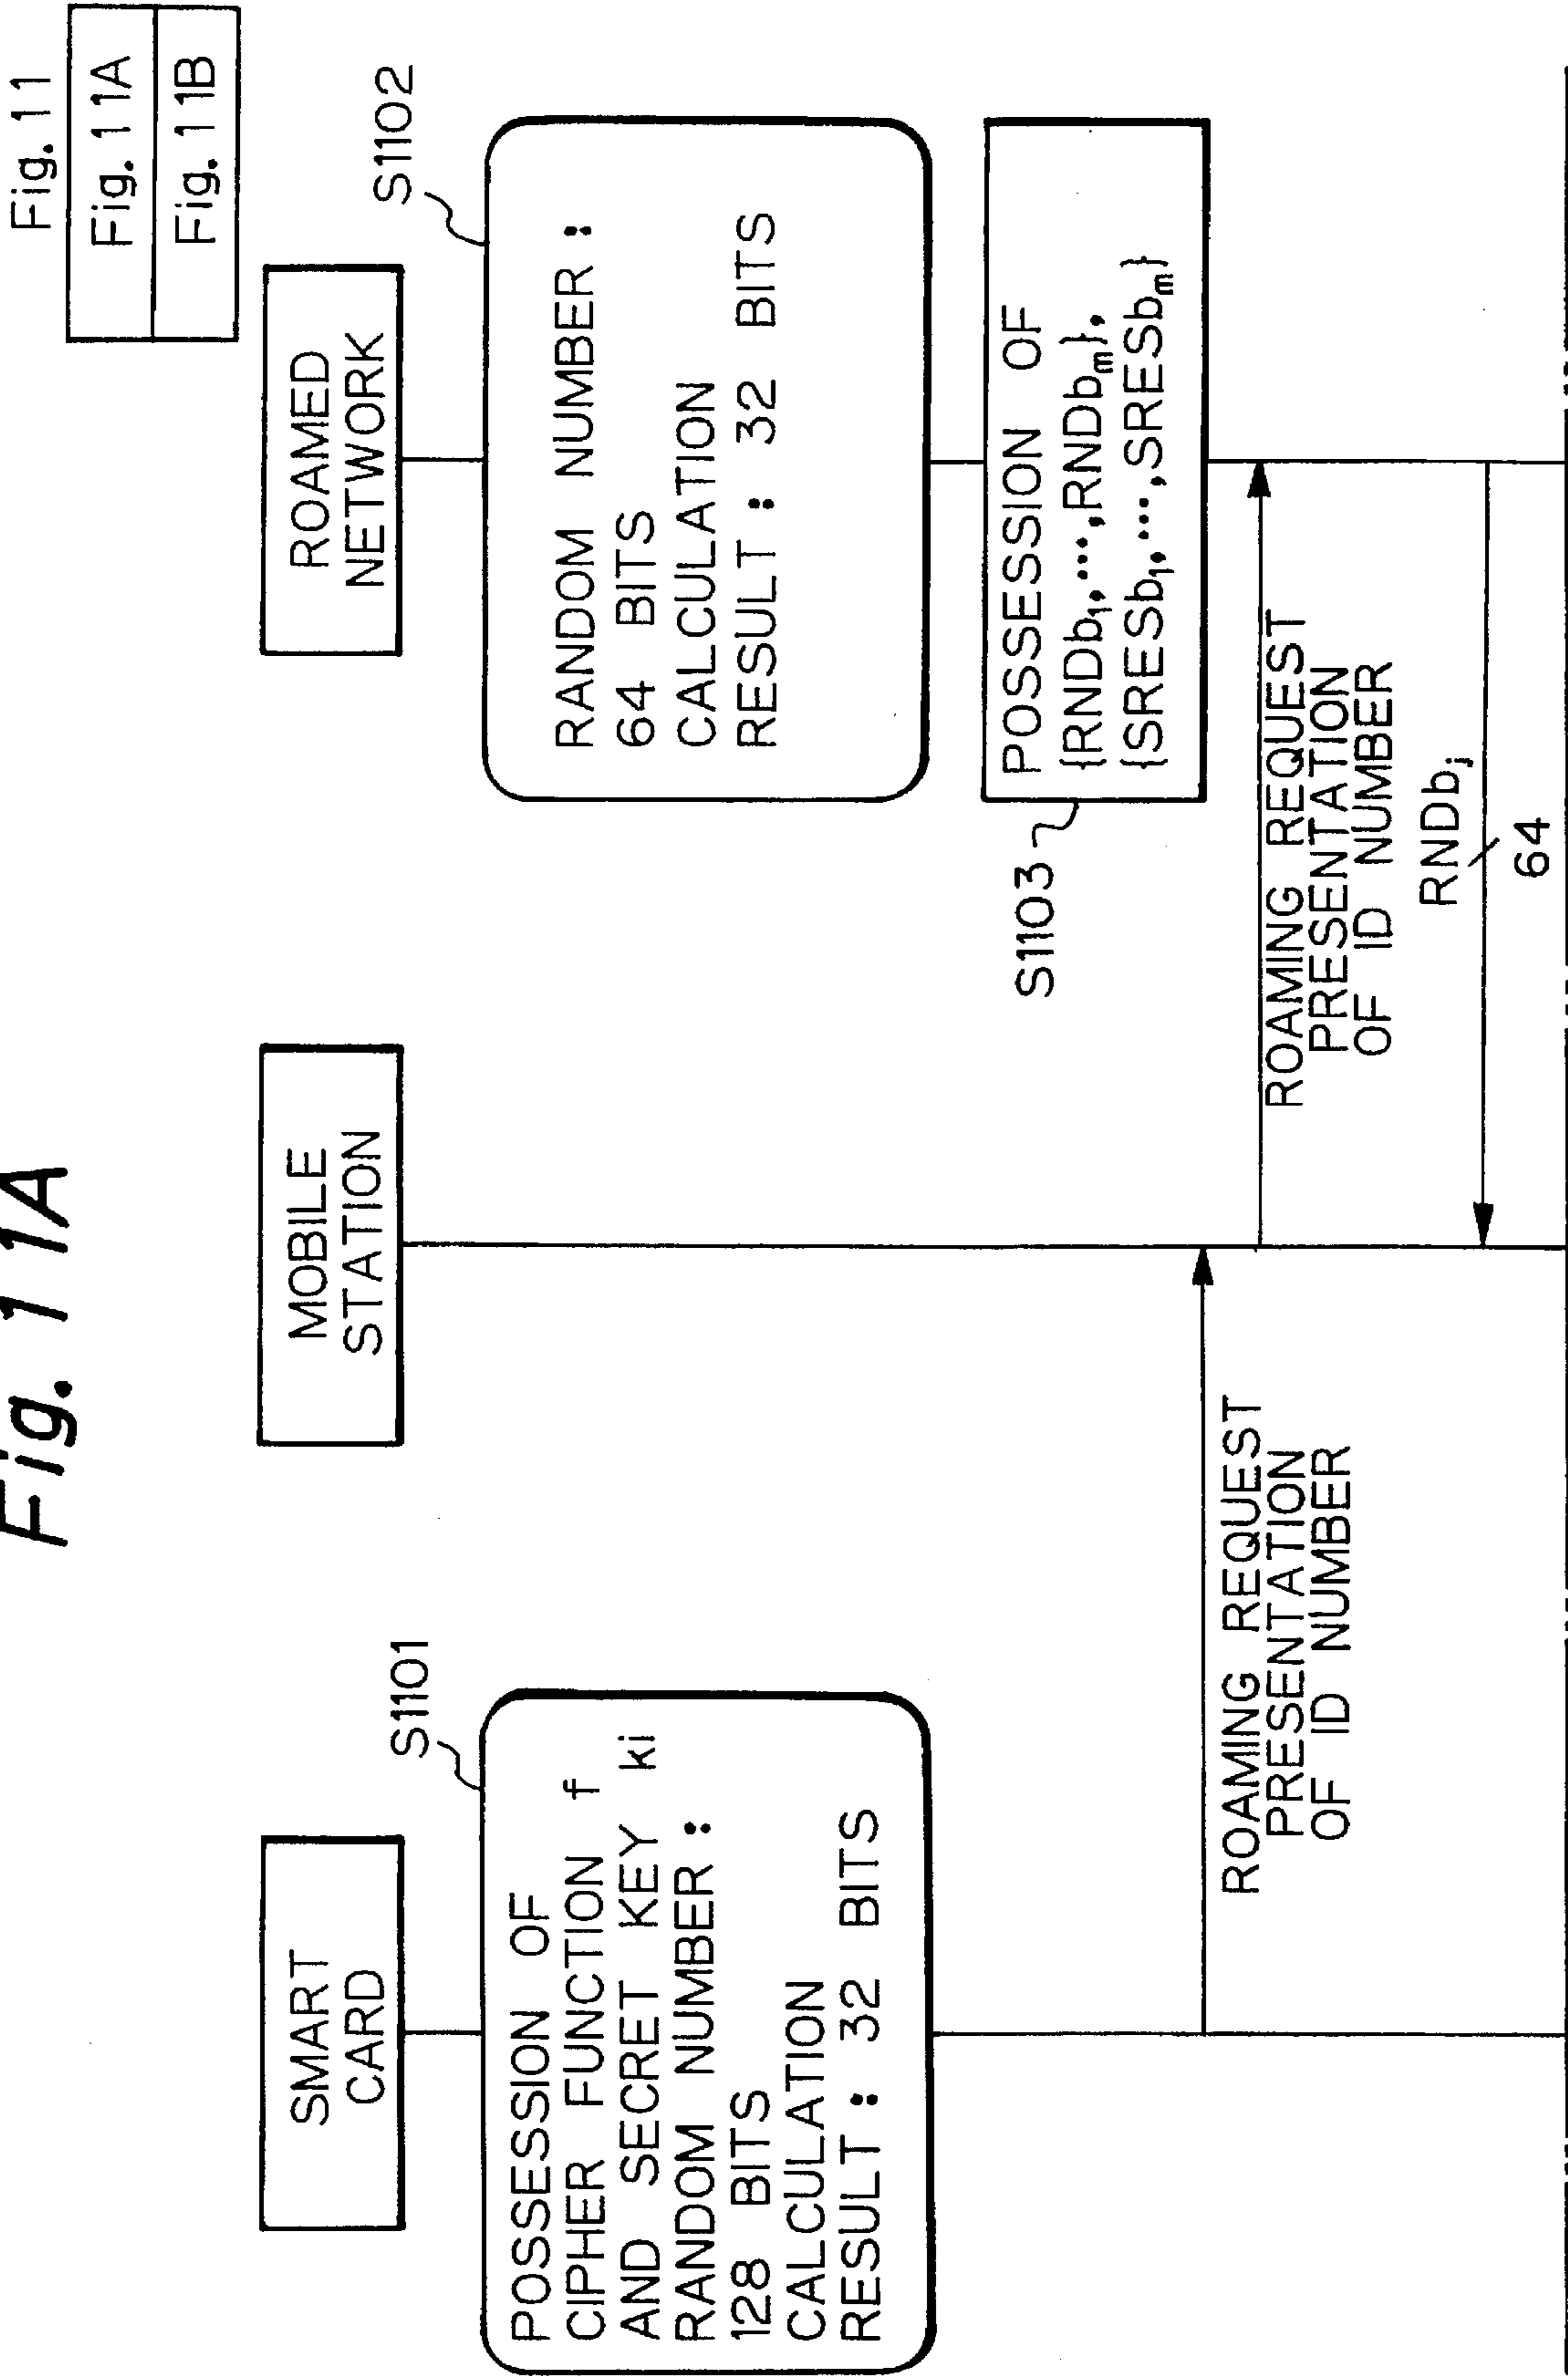 Fig. 11A
Fig. 11
Fig. 11A
Fig. 11B
SMART
CARD
MOBILE
STATION
ROAMED
NETWORK
S1101
POSSESSION OF
CIPHER FUNCTION f
AND SECRET KEY ki
RANDOM NUMBER :
128 BITS
CALCULATION
RESULT : 32 BITS
S1102
RANDOM NUMBER :
64 BITS
CALCULATION
RESULT : 32 BITS
S1103
POSSESSION OF
{RNDb₁,•••,RNDbₘ},
{SRESb₁,•••,SRESbₘ}
ROAMING REQUEST
PRESENTATION
OF ID NUMBER
ROAMING REQUEST
PRESENTATION
OF ID NUMBER
RNDbⱼ
64